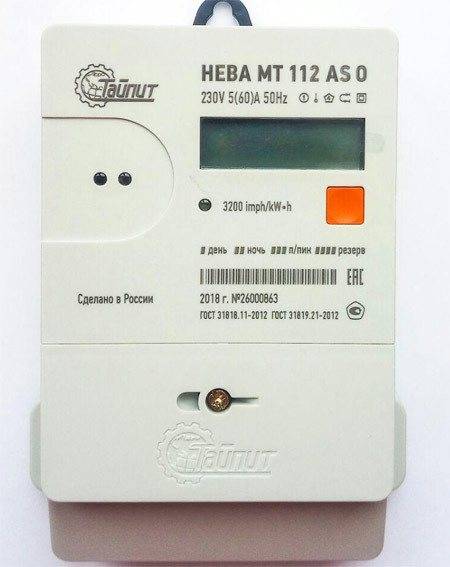 Тайпит
НЕВА МТ 112 AS O
230V 5(60)A 50Hz
3200 imph/kW•h
день ночь п/пик резерв
ЕАС
Сделано в России
2018 г. №26000863
ГОСТ 31818.11-2012 ГОСТ 31819.21-2012
Тайпит